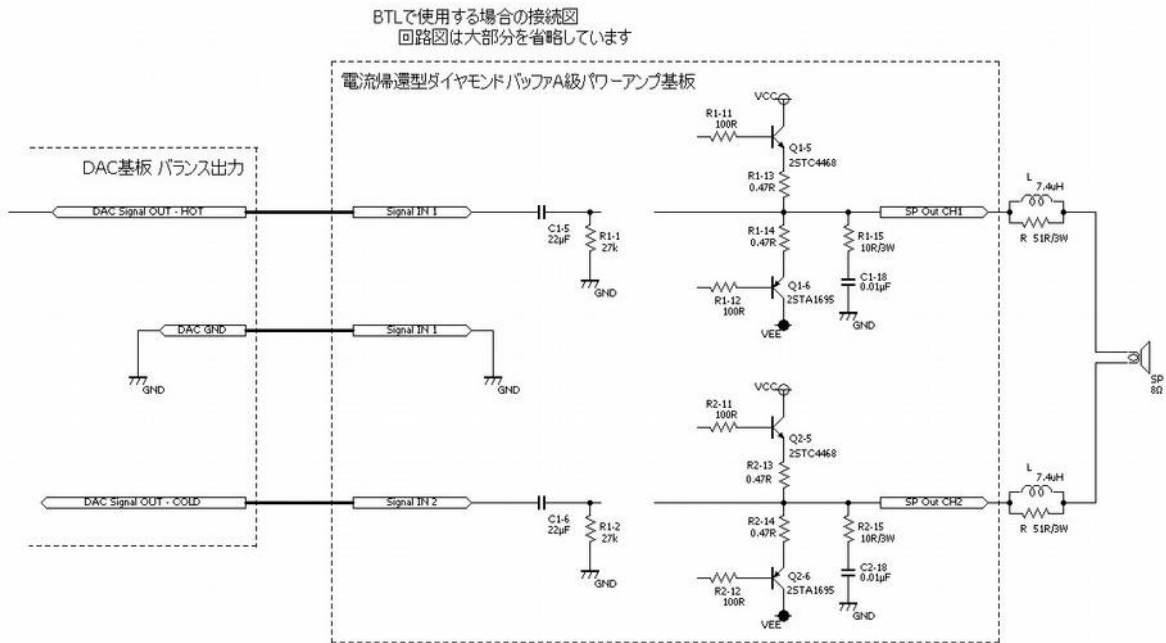 BTLで使用する場合の接続図
回路図は大部分を省略しています
電流帰還型ダイヤモンドバッファA級パワーアンプ基板
DAC基板 バランス出力
DAC Signal OUT - HOT
Signal IN 1
C1-5
22μF
R1-1
27k
GND
R1-11
100R
VCC
Q1-5
2STC4468
R1-13
0.47R
R1-14
0.47R
R1-12
100R
Q1-6
2STA1695
VEE
R1-15
10R/3W
C1-18
0.01μF
GND
SP Out CH1
L
7.4uH
R 51R/3W
DAC GND
Signal IN 1
GND
GND
SP
8Ω
DAC Signal OUT - COLD
Signal IN 2
C1-6
22μF
R1-2
27k
GND
R2-11
100R
VCC
Q2-5
2STC4468
R2-13
0.47R
R2-14
0.47R
R2-12
100R
Q2-6
2STA1695
VEE
R2-15
10R/3W
C2-18
0.01μF
GND
SP Out CH2
L
7.4uH
R 51R/3W